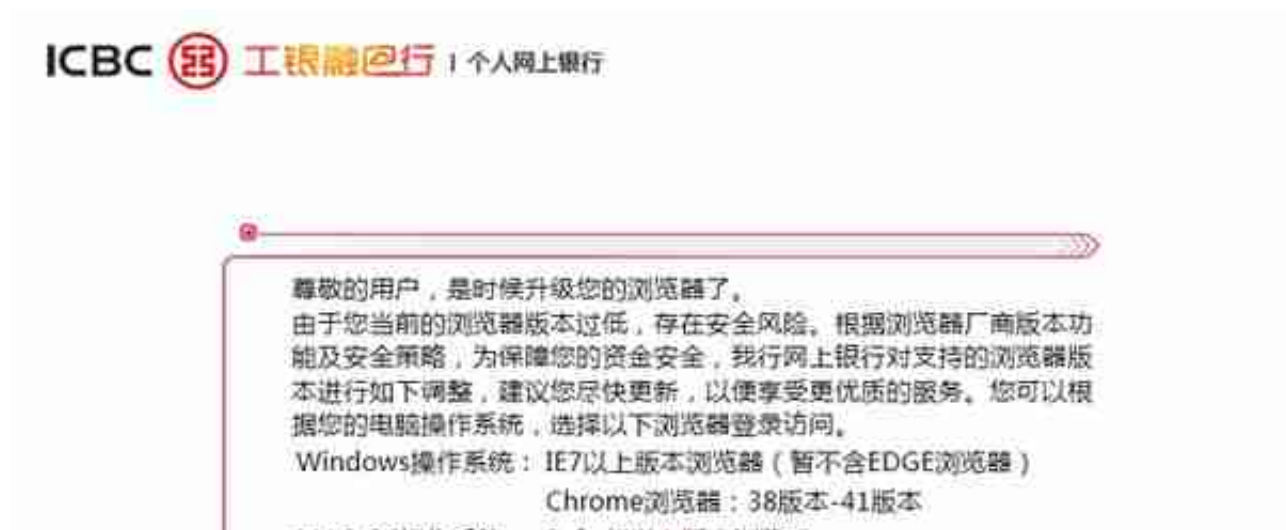 ICBC 工银融e行 | 个人网上银行
尊敬的用户，是时候升级您的浏览器了。
由于您当前的浏览器版本过低，存在安全风险。根据浏览器厂商版本功
能及安全策略，为保障您的资金安全，我行网上银行对支持的浏览器版
本进行如下调整，建议您尽快更新，以便享受更优质的服务。您可以根
据您的电脑操作系统，选择以下浏览器登录访问。
Windows操作系统： IE7以上版本浏览器（暂不含EDGE浏览器）
Chrome浏览器：38版本-41版本